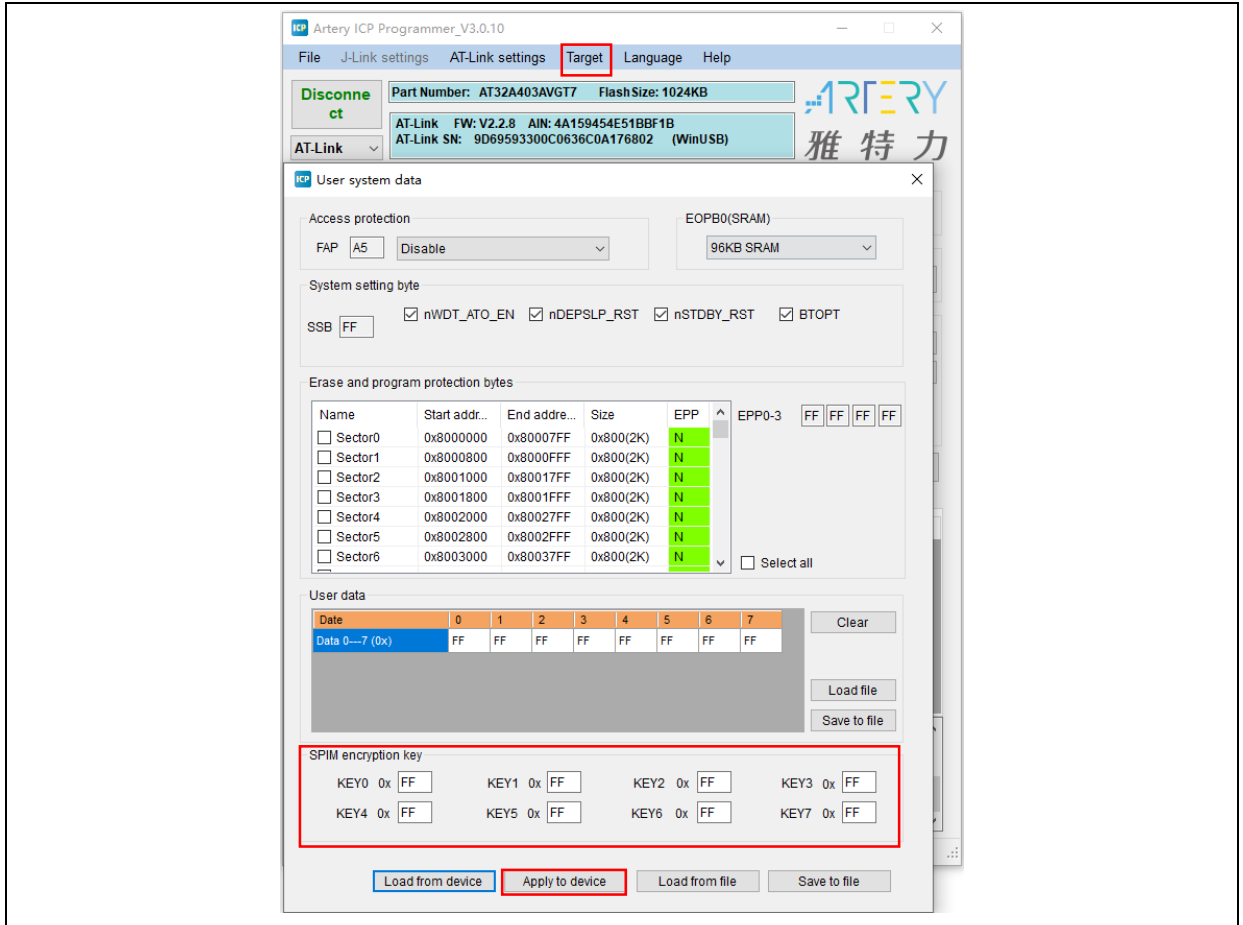 ICP Artery ICP Programmer_V3.0.10
File J-Link settings AT-Link settings Target Language Help
Disconnect
Part Number: AT32A403AVGT7 FlashSize: 1024KB
AT-Link FW: V2.2.8 AIN: 4A159454E51BBF1B
AT-Link SN: 9D69593300C0636C0A176802 (WinUSB)
AT-Link
ARTERY
雅特力
ICP User system data
Access protection
FAP A5 Disable
EOPB0(SRAM)
96KB SRAM
System setting byte
SSB FF nWDT_ATO_EN nDEPSLP_RST nSTDBY_RST BTOPT
Erase and program protection bytes
Name Start addr... End addre... Size EPP
Sector0 0x8000000 0x80007FF 0x800(2K) N
Sector1 0x8000800 0x8000FFF 0x800(2K) N
Sector2 0x8001000 0x80017FF 0x800(2K) N
Sector3 0x8001800 0x8001FFF 0x800(2K) N
Sector4 0x8002000 0x80027FF 0x800(2K) N
Sector5 0x8002800 0x8002FFF 0x800(2K) N
Sector6 0x8003000 0x80037FF 0x800(2K) N
EPP0-3 FF FF FF FF
Select all
User data
Date 0 1 2 3 4 5 6 7
Data 0---7 (0x) FF FF FF FF FF FF FF FF
Clear
Load file
Save to file
SPIM encryption key
KEY0 0x FF KEY1 0x FF KEY2 0x FF KEY3 0x FF
KEY4 0x FF KEY5 0x FF KEY6 0x FF KEY7 0x FF
Load from device Apply to device Load from file Save to file